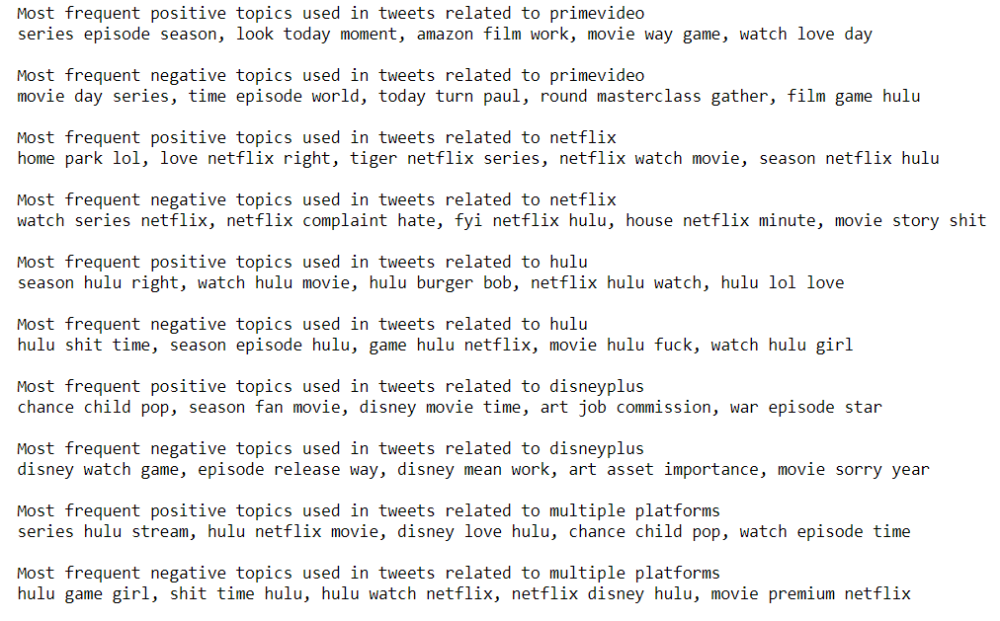 Most frequent positive topics used in tweets related to primevideo
series episode season, look today moment, amazon film work, movie way game, watch love day
Most frequent negative topics used in tweets related to primevideo
movie day series, time episode world, today turn paul, round masterclass gather, film game hulu
Most frequent positive topics used in tweets related to netflix
home park lol, love netflix right, tiger netflix series, netflix watch movie, season netflix hulu
Most frequent negative topics used in tweets related to netflix
watch series netflix, netflix complaint hate, fyi netflix hulu, house netflix minute, movie story shit
Most frequent positive topics used in tweets related to hulu
season hulu right, watch hulu movie, hulu burger bob, netflix hulu watch, hulu lol love
Most frequent negative topics used in tweets related to hulu
hulu shit time, season episode hulu, game hulu netflix, movie hulu fuck, watch hulu girl
Most frequent positive topics used in tweets related to disneyplus
chance child pop, season fan movie, disney movie time, art job commission, war episode star
Most frequent negative topics used in tweets related to disneyplus
disney watch game, episode release way, disney mean work, art asset importance, movie sorry year
Most frequent positive topics used in tweets related to multiple platforms
series hulu stream, hulu netflix movie, disney love hulu, chance child pop, watch episode time
Most frequent negative topics used in tweets related to multiple platforms
hulu game girl, shit time hulu, hulu watch netflix, netflix disney hulu, movie premium netflix